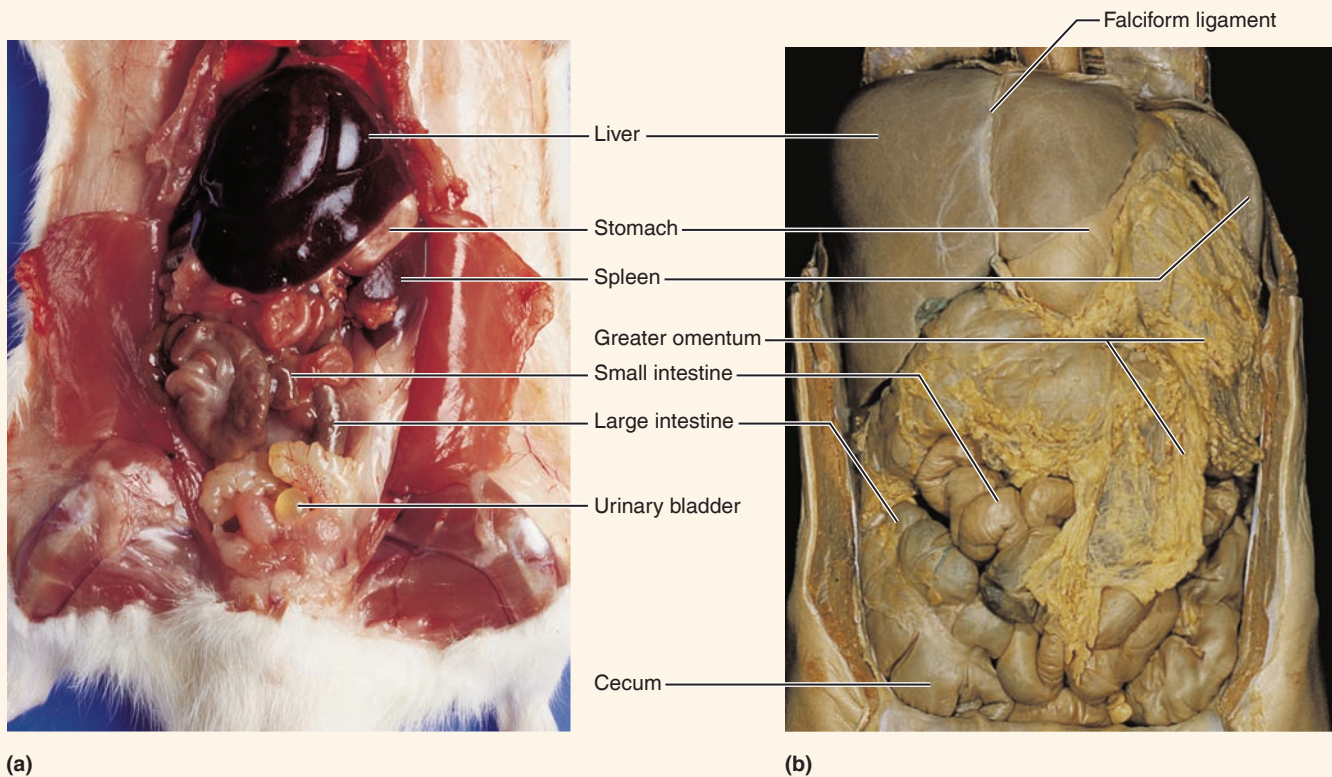 Falciform ligament
Liver
Stomach
Spleen
Greater omentum
Small intestine
Large intestine
Urinary bladder
Cecum
(a)
(b)